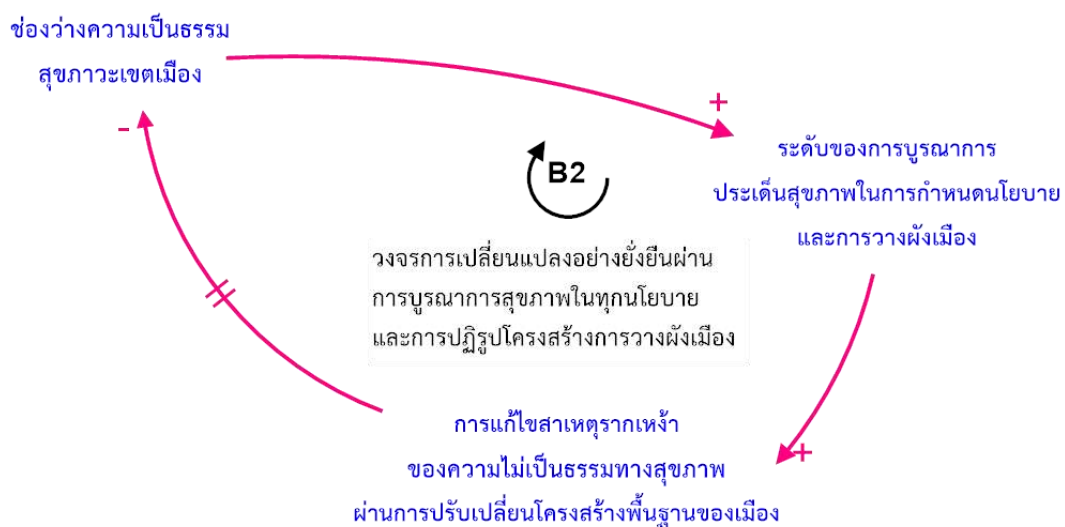 ช่องว่างความเป็นธรรม
สุขภาวะเขตเมือง
+
-
ระดับของการบูรณาการ
ประเด็นสุขภาพในการกำหนดนโยบาย
และการวางผังเมือง
B2
วงจรการเปลี่ยนแปลงอย่างยั่งยืนผ่าน
การบูรณาการสุขภาพในทุกนโยบาย
และการปฏิรูปโครงสร้างการวางผังเมือง
+
การแก้ไขสาเหตุรากเหง้า
ของความไม่เป็นธรรมทางสุขภาพ
ผ่านการปรับเปลี่ยนโครงสร้างพื้นฐานของเมือง